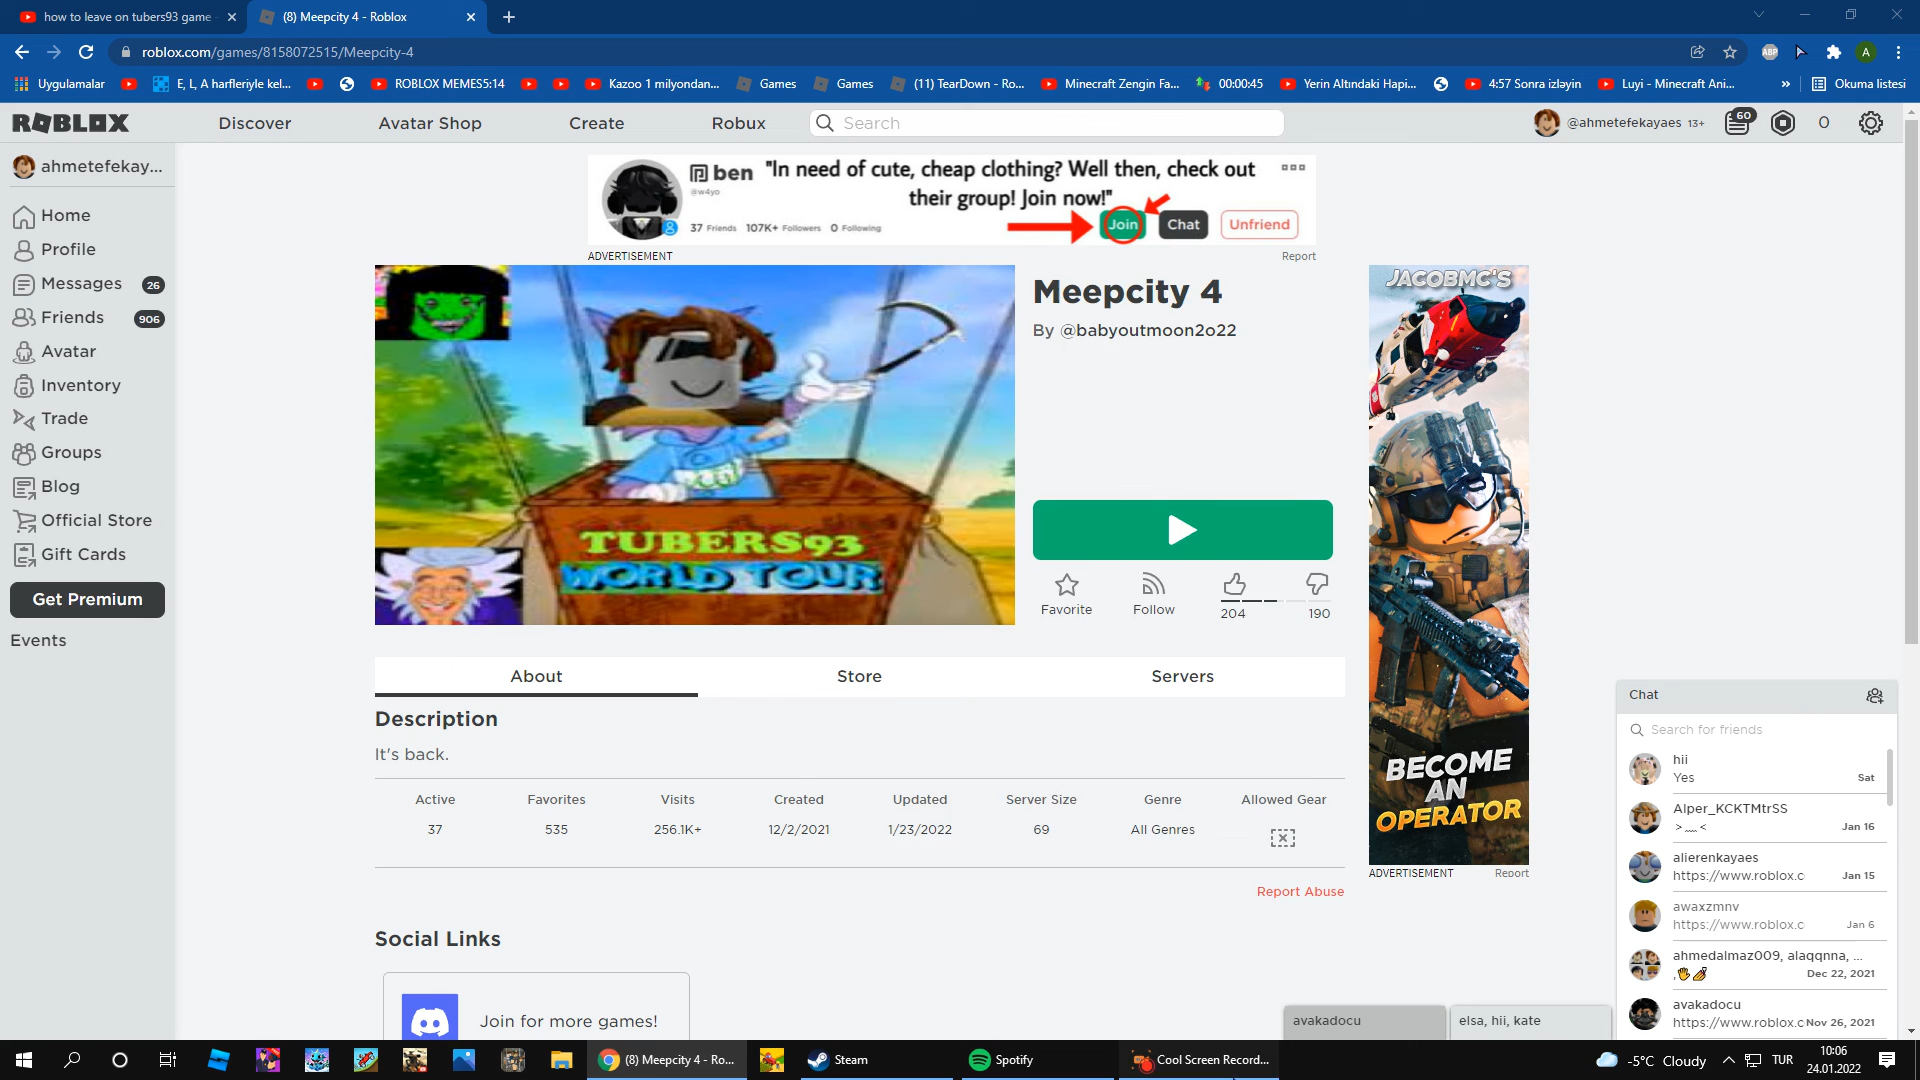 how to leave on tubers93 game
(8) Meepcity 4 - Roblox
roblox.com/games/8158072515/Meepcity-4
ABP
A
Uygulamalar
E, L, A harfleriyle kel...
ROBLOX MEMES5:14
Kazoo 1 milyondan...
Games
Games
(11) TearDown - Ro...
Minecraft Zengin Fa...
00:00:45
Yerin Altındaki Hapi...
4:57 Sonra izləyin
Luyi - Minecraft Ani...
»
Okuma listesi
ROBLOX
Discover
Avatar Shop
Create
Robux
Search
@ahmetefekayaes 13+
60
0
ahmetefekay...
Home
Profile
Messages 26
Friends 906
Avatar
Inventory
Trade
Groups
Blog
Official Store
Gift Cards
Get Premium
Events
ben
@w4yo
"In need of cute, cheap clothing? Well then, check out
their group! Join now!"
37 Friends 107K+ Followers 0 Following
Join
Chat
Unfriend
ADVERTISEMENT
Report
TUBERS93
WORLD TOUR
Meepcity 4
By @babyoutmoon2o22
Favorite
Follow
204
190
JACOBMC'S
BECOME
AN
OPERATOR
ADVERTISEMENT
Report
About
Store
Servers
Description
It's back.
Active Favorites Visits Created Updated Server Size Genre Allowed Gear
37 535 256.1K+ 12/2/2021 1/23/2022 69 All Genres
Report Abuse
Social Links
Join for more games!
Chat
Search for friends
hii
Yes Sat
Alper_KCKTMtrSS
>﹏< Jan 16
alierenkayaes
https://www.roblox.c Jan 15
awaxzmnv
https://www.roblox.c Jan 6
ahmedalmaz009, alaqqnna, ...
Dec 22, 2021
avakadocu
https://www.roblox.c Nov 26, 2021
avakadocu
elsa, hii, kate
(8) Meepcity 4 - Ro...
Steam
Spotify
Cool Screen Record...
-5°C Cloudy
TUR
10:06
24.01.2022